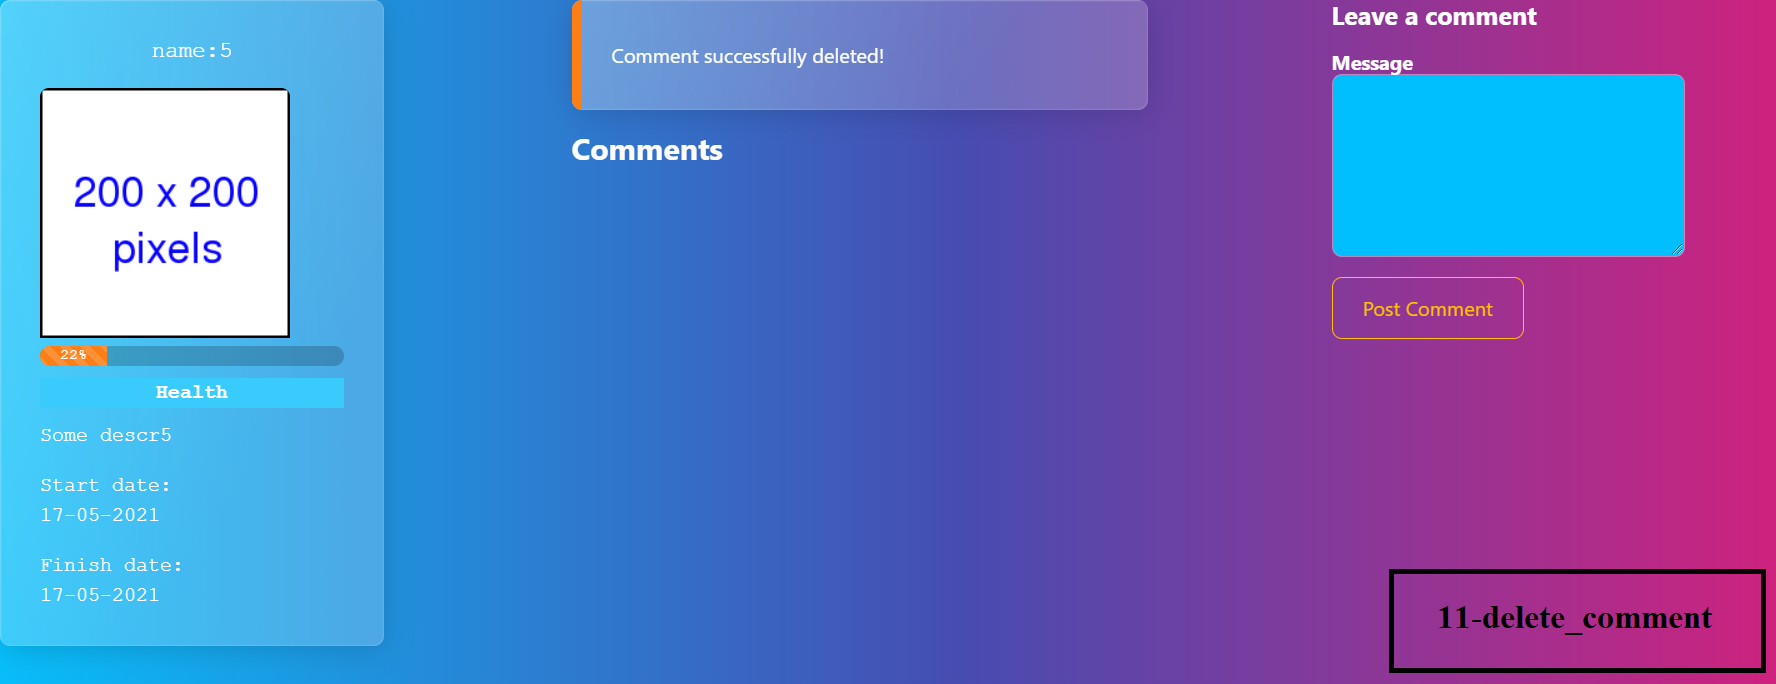 name:5
200 x 200
pixels
22%
Health
Some descr5
Start date:
17-05-2021
Finish date:
17-05-2021
Comment successfully deleted!
Comments
Leave a comment
Message
Post Comment
11-delete_comment